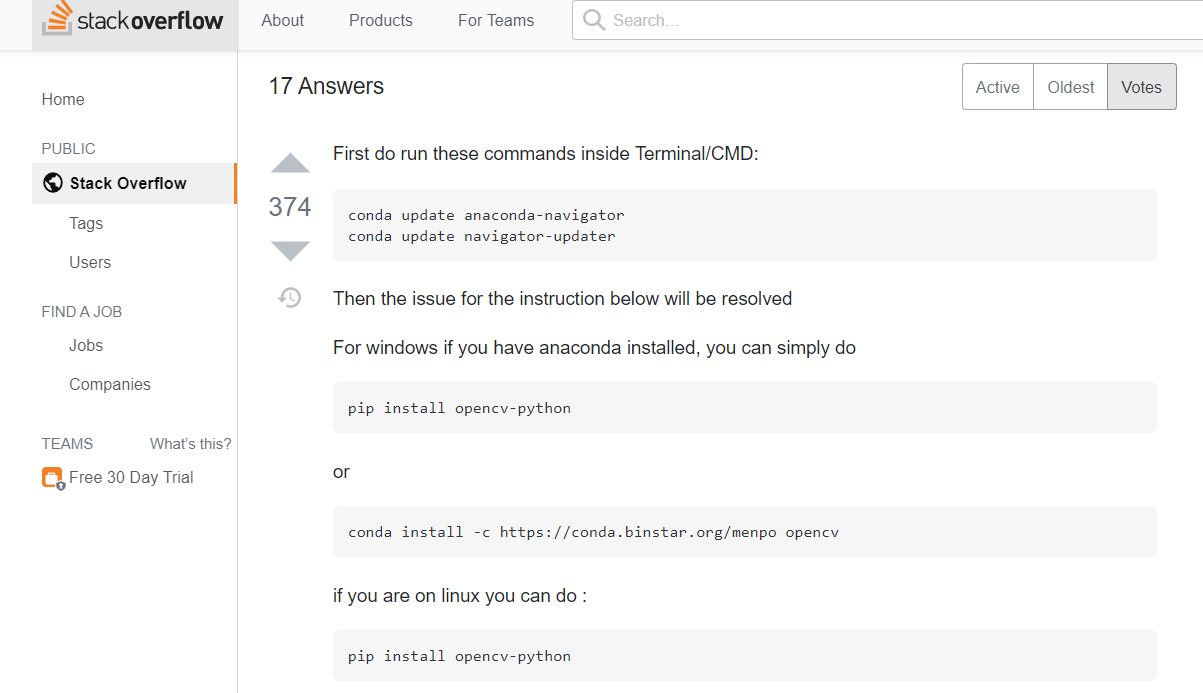 stackoverflow
About
Products
For Teams
Search...
Home
PUBLIC
Stack Overflow
Tags
Users
FIND A JOB
Jobs
Companies
TEAMS What's this?
Free 30 Day Trial
17 Answers
Active
Oldest
Votes
374
First do run these commands inside Terminal/CMD:
conda update anaconda-navigator
conda update navigator-updater
Then the issue for the instruction below will be resolved
For windows if you have anaconda installed, you can simply do
pip install opencv-python
or
conda install -c https://conda.binstar.org/menpo opencv
if you are on linux you can do :
pip install opencv-python